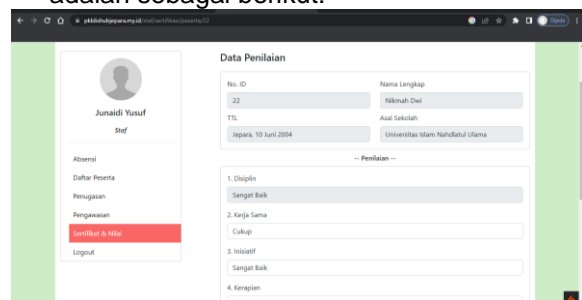 adalah sebagai berikut:
pkldishubjepara.my.id/staf/sertifikasi/peserta/22
Junaidi Yusuf
Staf
Absensi
Daftar Peserta
Penugasan
Pengawasan
Sertifikat & Nilai
Logout
Data Penilaian
No. ID
Nama Lengkap
22
Nikmah Dwi
TTL
Asal Sekolah
Jepara, 10 Juni 2004
Universitas Islam Nahdlatul Ulama
-- Penilaian --
1. Disiplin
Sangat Baik
2. Kerja Sama
Cukup
3. Inisiatif
Sangat Baik
4. Kerapian